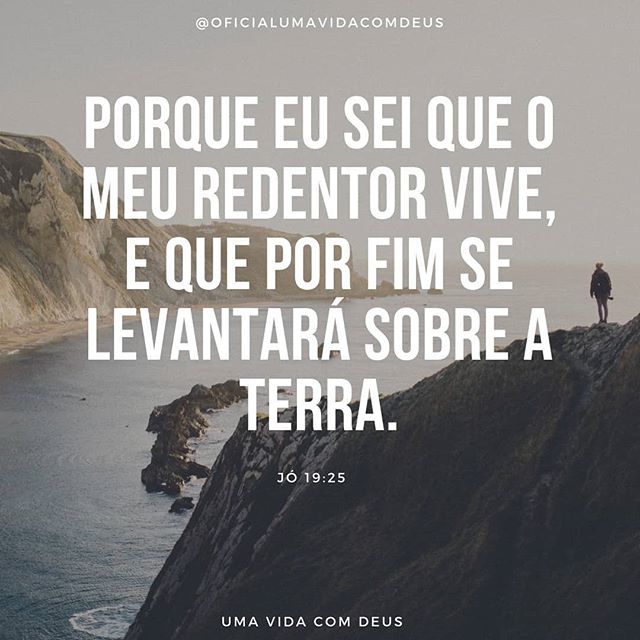 @OFICIALUMAVIDACOMDEUS
PORQUE EU SEI QUE O
MEU REDENTOR VIVE,
E QUE POR FIM SE
LEVANTARÁ SOBRE A
TERRA.
JÓ 19:25
UMA VIDA COM DEUS